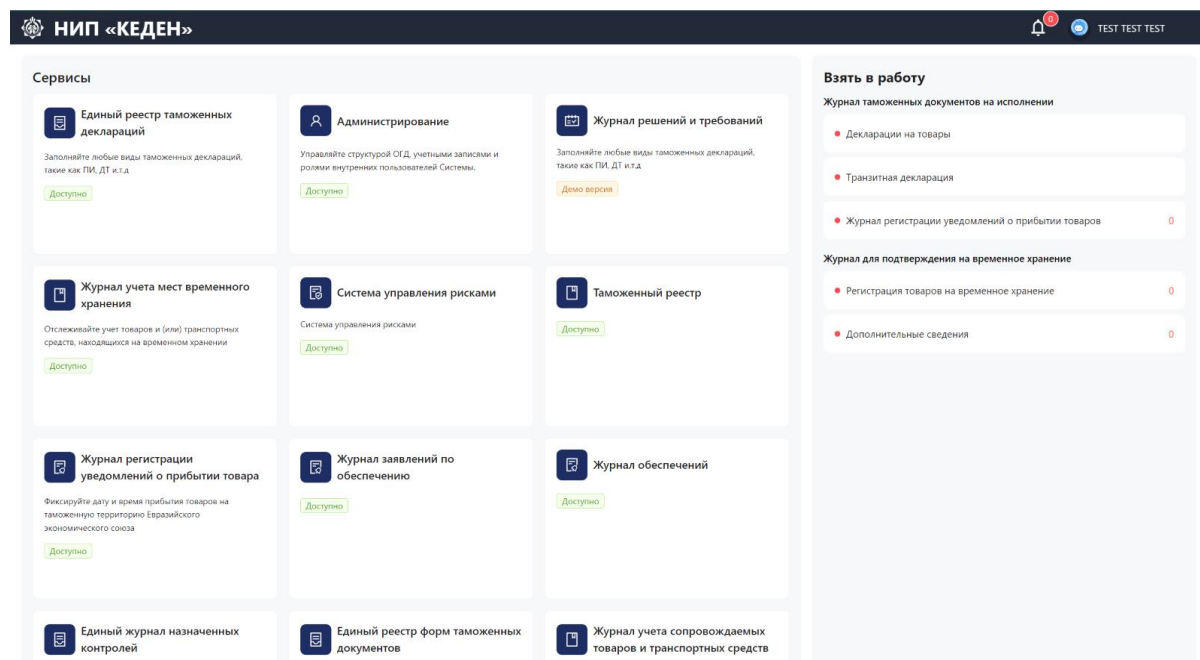 НИП «КЕДЕН»
0
TEST TEST TEST
Сервисы
Единый реестр таможенных
деклараций
Заполняйте любые виды таможенных деклараций,
такие как ПИ, ДТ и.т.д
Доступно
Администрирование
Управляйте структурой ОГД, учетными записями и
ролями внутренних пользователей Системы.
Доступно
Журнал решений и требований
Заполняйте любые виды таможенных деклараций,
такие как ПИ, ДТ и.т.д
Демо версия
Журнал учета мест временного
хранения
Отслеживайте учет товаров и (или) транспортных
средств, находящихся на временном хранении
Доступно
Система управления рисками
Система управления рисками
Доступно
Таможенный реестр
Доступно
Журнал регистрации
уведомлений о прибытии товара
Фиксируйте дату и время прибытия товаров на
таможенную территорию Евразийского
экономического союза
Доступно
Журнал заявлений по
обеспечению
Доступно
Журнал обеспечений
Доступно
Единый журнал назначенных
контролей
Единый реестр форм таможенных
документов
Журнал учета сопровождаемых
товаров и транспортных средств
Взять в работу
Журнал таможенных документов на исполнении
Декларации на товары
Транзитная декларация
Журнал регистрации уведомлений о прибытии товаров 0
Журнал для подтверждения на временное хранение
Регистрация товаров на временное хранение 0
Дополнительные сведения 0